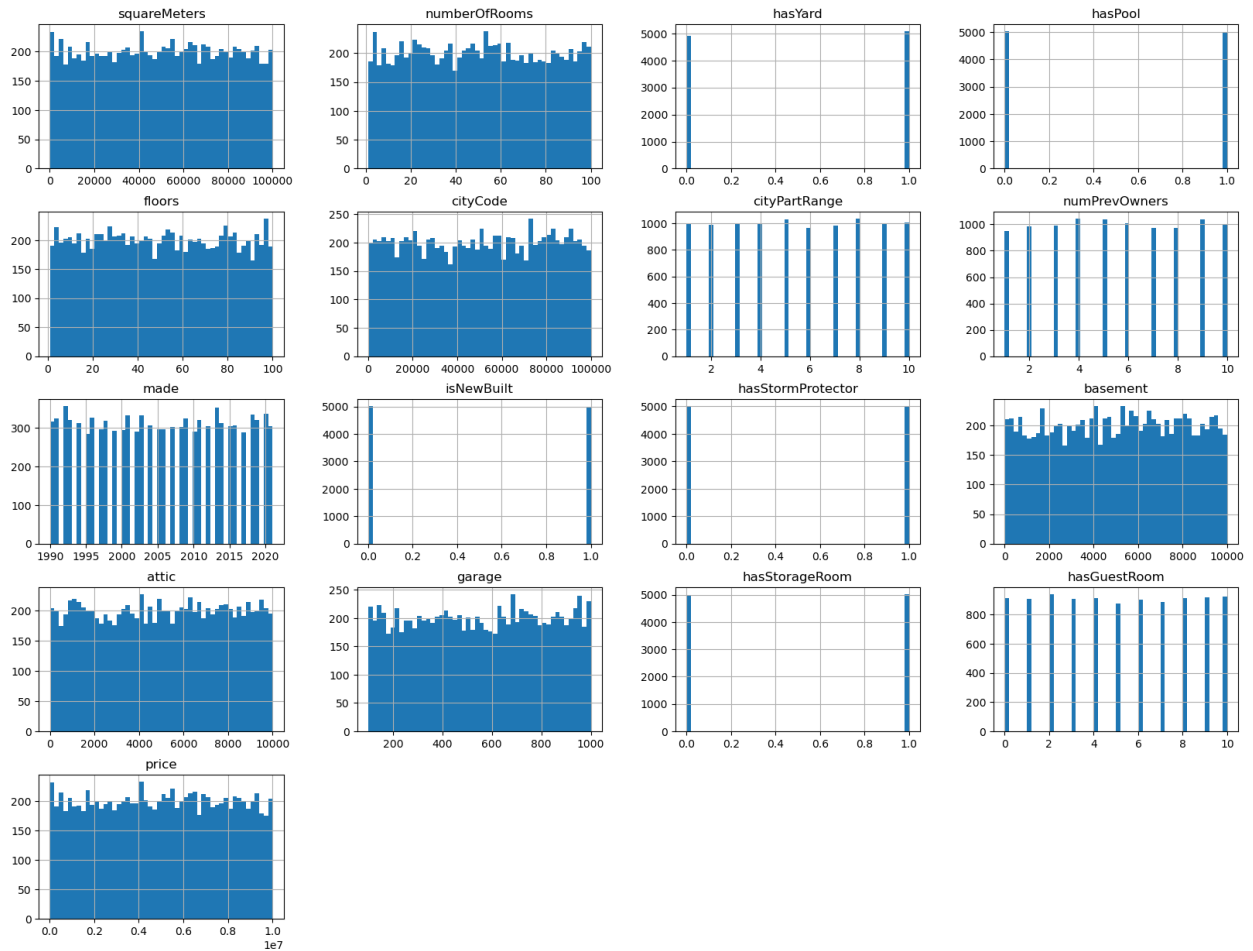 squareMeters
200
150
100
50
0
0 20000 40000 60000 80000 100000
numberOfRooms
200
150
100
50
0
0 20 40 60 80 100
hasYard
5000
4000
3000
2000
1000
0
0.0 0.2 0.4 0.6 0.8 1.0
hasPool
5000
4000
3000
2000
1000
0
0.0 0.2 0.4 0.6 0.8 1.0
floors
200
150
100
50
0
0 20 40 60 80 100
cityCode
250
200
150
100
50
0
0 20000 40000 60000 80000 100000
cityPartRange
1000
800
600
400
200
0
2 4 6 8 10
numPrevOwners
1000
800
600
400
200
0
2 4 6 8 10
made
300
200
100
0
1990 1995 2000 2005 2010 2015 2020
isNewBuilt
5000
4000
3000
2000
1000
0
0.0 0.2 0.4 0.6 0.8 1.0
hasStormProtector
5000
4000
3000
2000
1000
0
0.0 0.2 0.4 0.6 0.8 1.0
basement
200
150
100
50
0
0 2000 4000 6000 8000 10000
attic
200
150
100
50
0
0 2000 4000 6000 8000 10000
garage
250
200
150
100
50
0
200 400 600 800 1000
hasStorageRoom
5000
4000
3000
2000
1000
0
0.0 0.2 0.4 0.6 0.8 1.0
hasGuestRoom
800
600
400
200
0
0 2 4 6 8 10
price
200
150
100
50
0
0.0 0.2 0.4 0.6 0.8 1.0
1e7